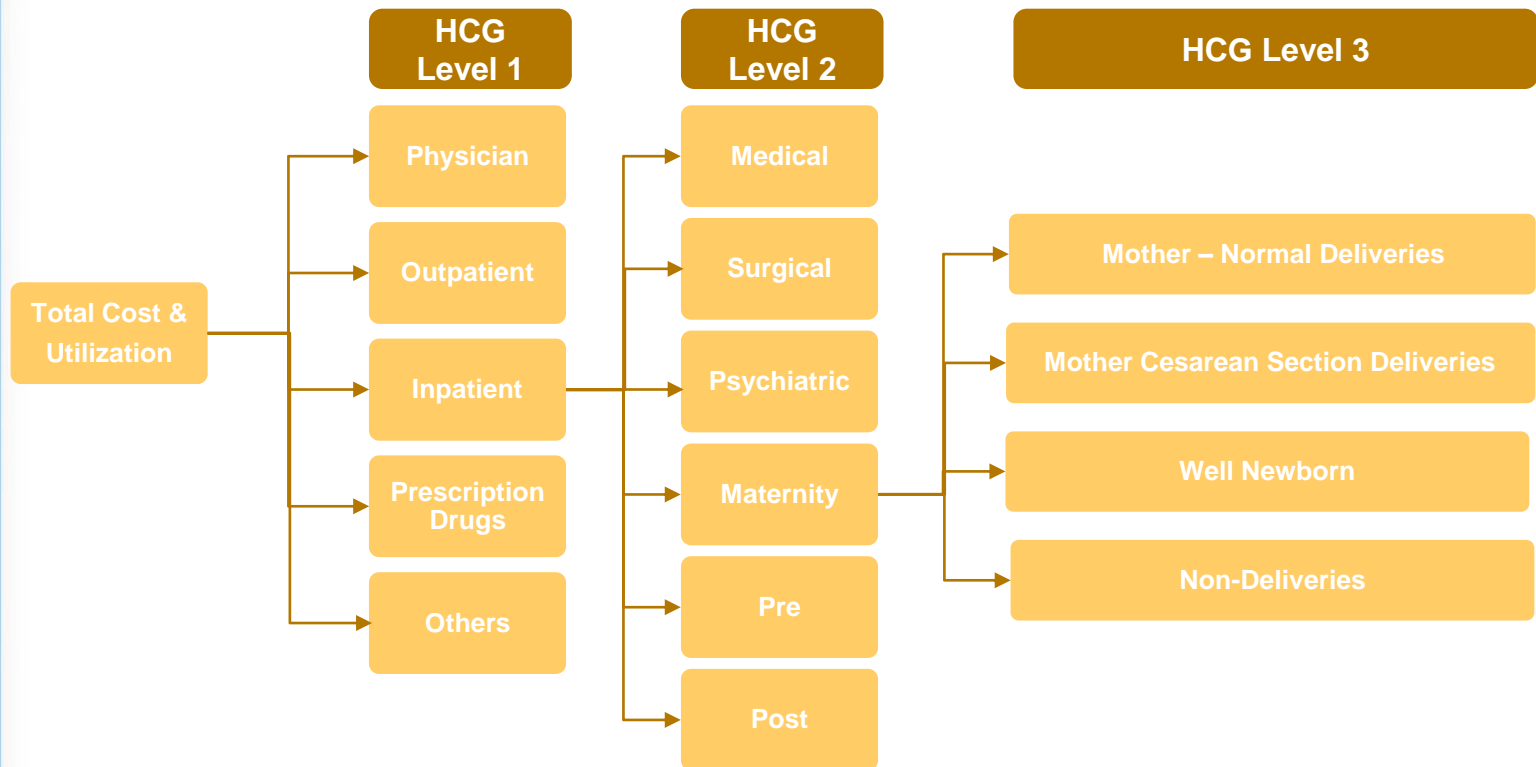 HCG
Level 1
HCG
Level 2
HCG Level 3
Total Cost &
Utilization
Physician
Outpatient
Inpatient
Prescription
Drugs
Others
Medical
Surgical
Psychiatric
Maternity
Pre
Post
Mother – Normal Deliveries
Mother Cesarean Section Deliveries
Well Newborn
Non-Deliveries